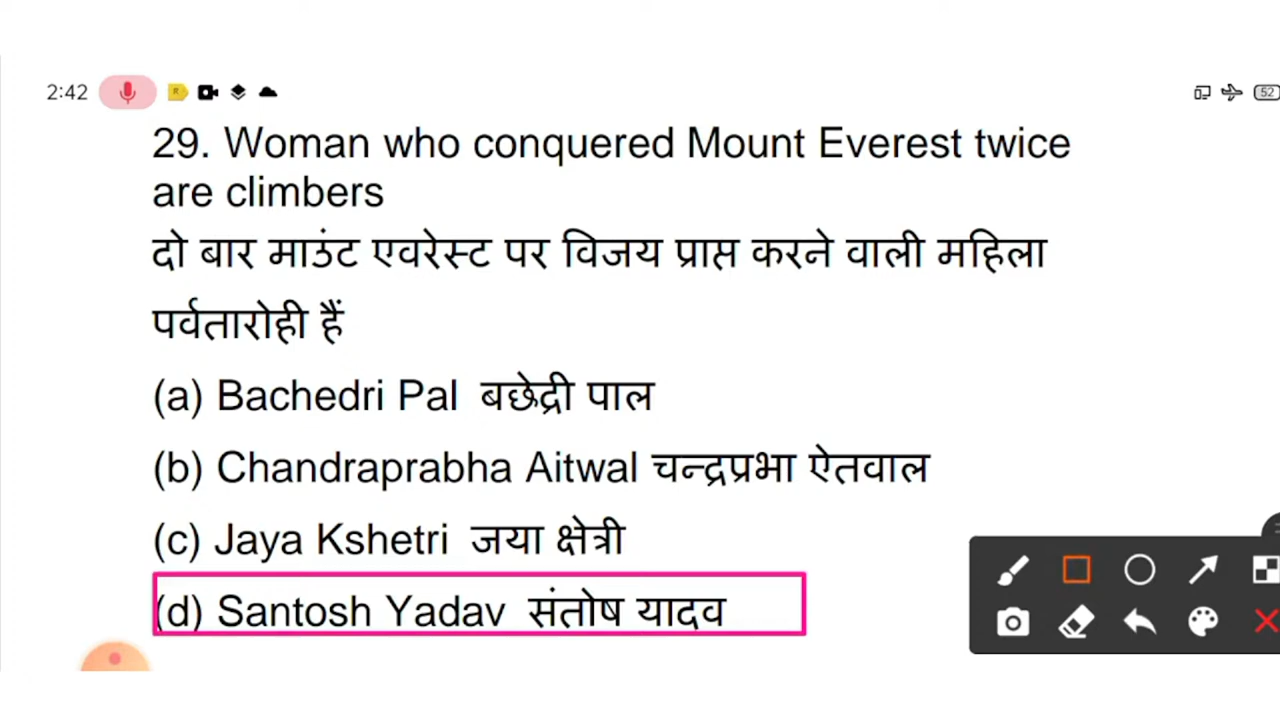 2:42 R 52
29. Woman who conquered Mount Everest twice
are climbers
दो बार माउंट एवरेस्ट पर विजय प्राप्त करने वाली महिला
पर्वतारोही हैं
(a) Bachedri Pal बछेद्री पाल
(b) Chandraprabha Aitwal चन्द्रप्रभा ऐतवाल
(c) Jaya Kshetri जया क्षेत्री
(d) Santosh Yadav संतोष यादव